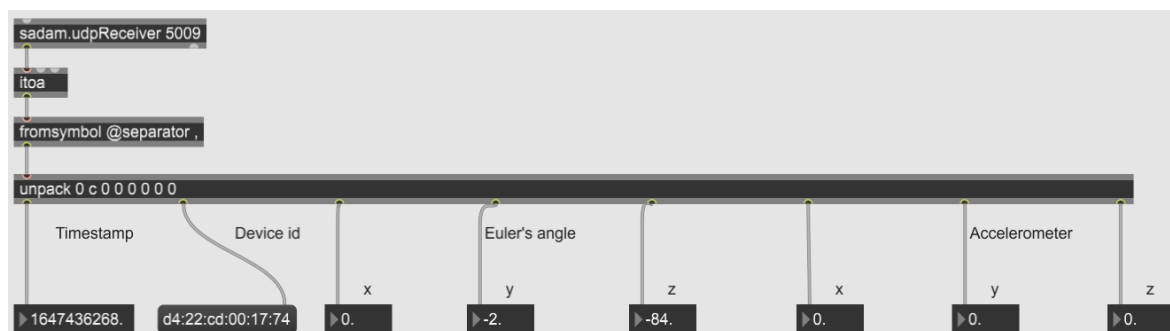 sadam.udpReceiver 5009
itoa
fromsymbol @separator ,
unpack 0 c 0 0 0 0 0 0
Timestamp Device id Euler's angle Accelerometer
x y z x y z
1647436268. d4:22:cd:00:17:74 0. -2. -84. 0. 0. 0.